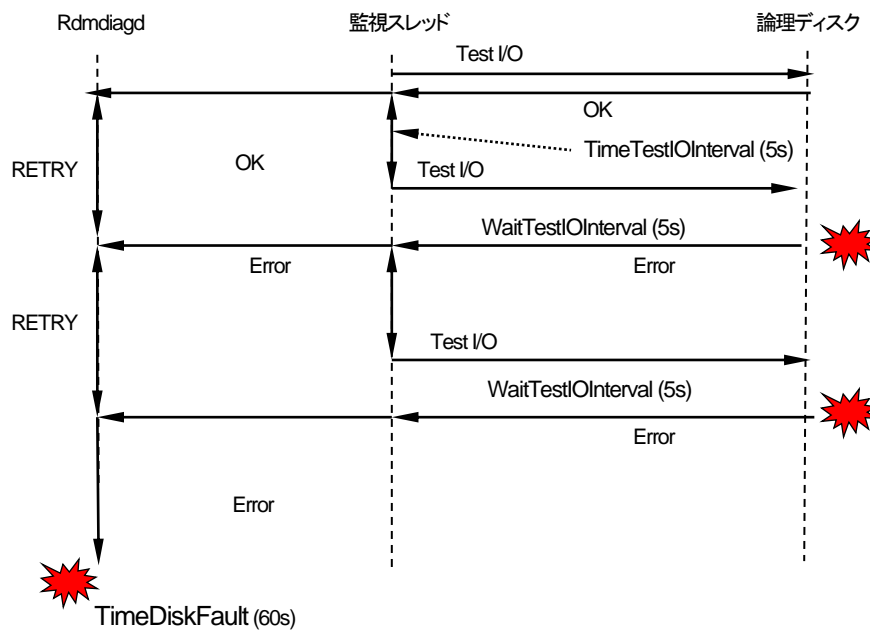 Rdmdiagd 監視スレッド 論理ディスク
Test I/O
OK
TimeTestIOInterval (5s)
RETRY
OK
Test I/O
WaitTestIOInterval (5s)
Error
Error
RETRY
Test I/O
WaitTestIOInterval (5s)
Error
Error
TimeDiskFault (60s)